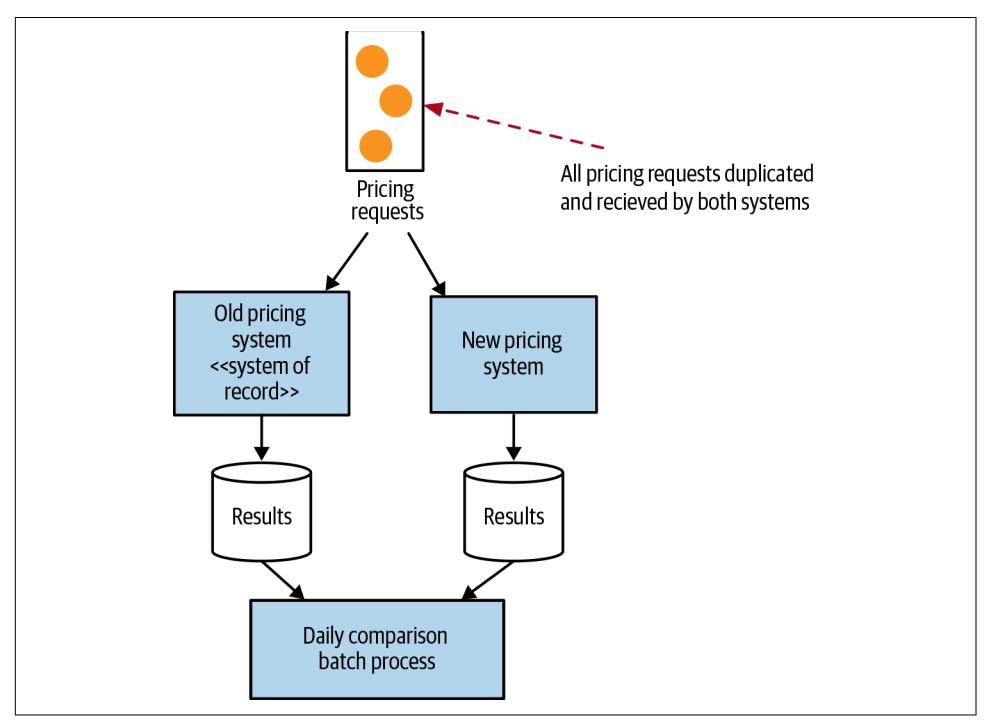 Pricing
requests
All pricing requests duplicated
and recieved by both systems
Old pricing
system
<<system of
record>>
New pricing
system
Results
Results
Daily comparison
batch process